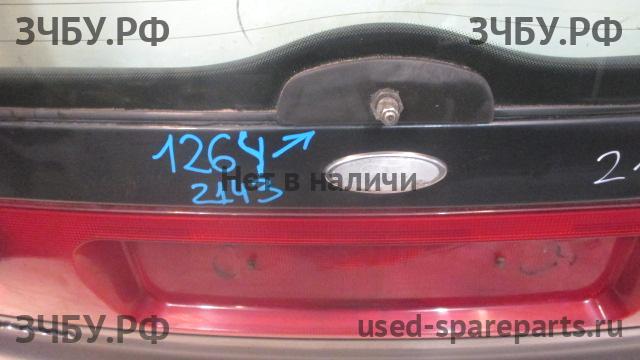 ЗЧБУ.РФ
ЗЧБУ.РФ
1264
Нет в наличи
2143
2
ЗЧБУ.РФ
used-spareparts.ru